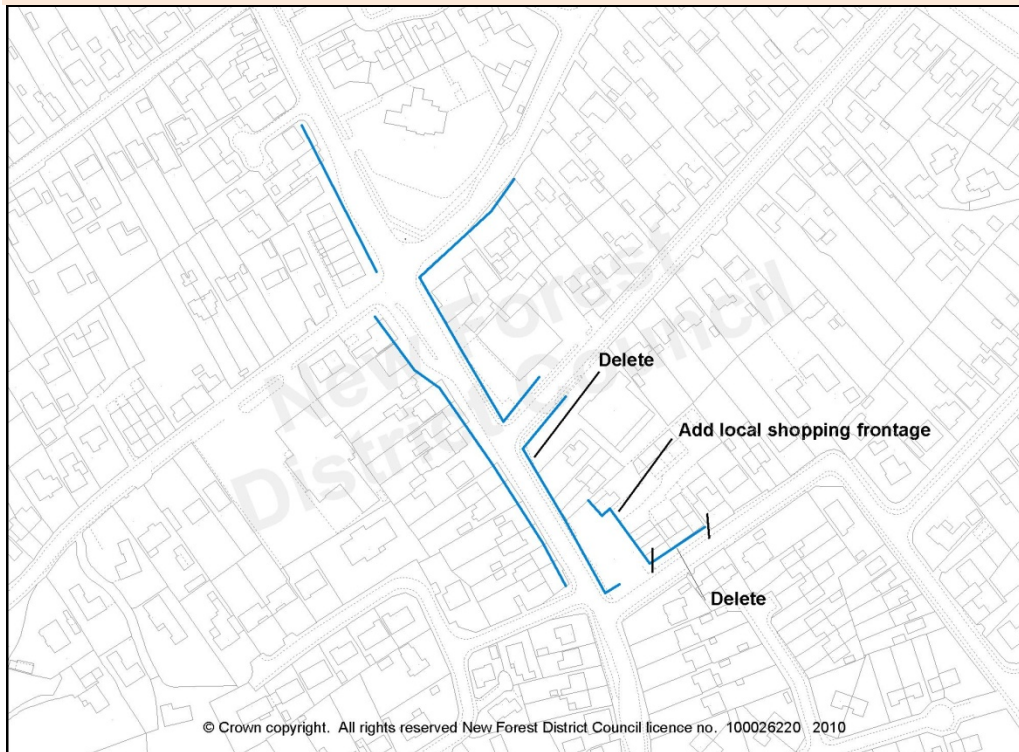 New Forest
District Council
Delete
Add local shopping frontage
Delete
© Crown copyright. All rights reserved New Forest District Council licence no. 100026220 2010